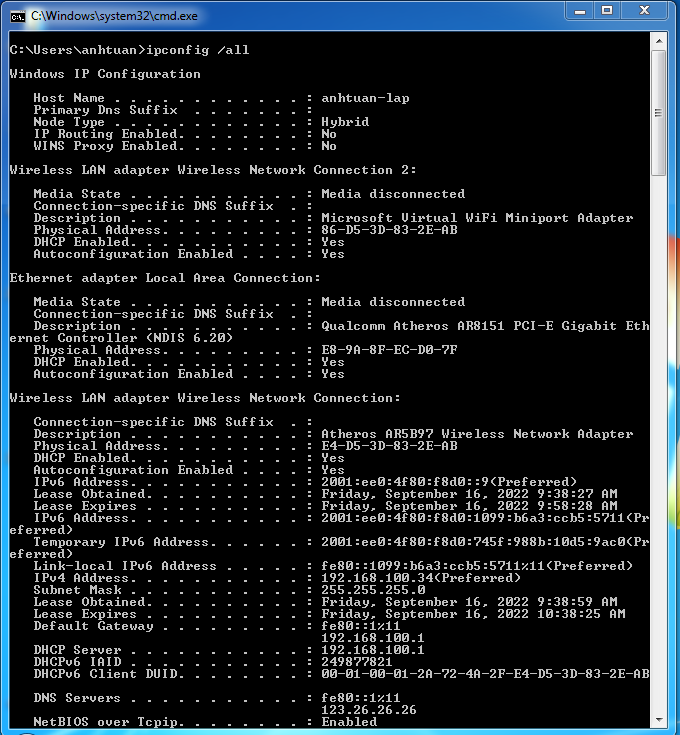 C:\Windows\system32\cmd.exe
C:\Users\anhtuan>ipconfig /all
Windows IP Configuration
   Host Name . . . . . . . . . . . . : anhtuan-lap
   Primary Dns Suffix  . . . . . . . :
   Node Type . . . . . . . . . . . . : Hybrid
   IP Routing Enabled. . . . . . . . : No
   WINS Proxy Enabled. . . . . . . . : No
Wireless LAN adapter Wireless Network Connection 2:
   Media State . . . . . . . . . . . : Media disconnected
   Connection-specific DNS Suffix  . :
   Description . . . . . . . . . . . : Microsoft Virtual WiFi Miniport Adapter
   Physical Address. . . . . . . . . : 86-D5-3D-83-2E-AB
   DHCP Enabled. . . . . . . . . . . : Yes
   Autoconfiguration Enabled . . . . : Yes
Ethernet adapter Local Area Connection:
   Media State . . . . . . . . . . . : Media disconnected
   Connection-specific DNS Suffix  . :
   Description . . . . . . . . . . . : Qualcomm Atheros AR8151 PCI-E Gigabit Eth
ernet Controller (NDIS 6.20)
   Physical Address. . . . . . . . . : E8-9A-8F-EC-D0-7F
   DHCP Enabled. . . . . . . . . . . : Yes
   Autoconfiguration Enabled . . . . : Yes
Wireless LAN adapter Wireless Network Connection:
   Connection-specific DNS Suffix  . :
   Description . . . . . . . . . . . : Atheros AR5B97 Wireless Network Adapter
   Physical Address. . . . . . . . . : E4-D5-3D-83-2E-AB
   DHCP Enabled. . . . . . . . . . . : Yes
   Autoconfiguration Enabled . . . . : Yes
   IPv6 Address. . . . . . . . . . . : 2001:ee0:4f80:f8d0::9(Preferred)
   Lease Obtained. . . . . . . . . . : Friday, September 16, 2022 9:38:27 AM
   Lease Expires . . . . . . . . . . : Friday, September 16, 2022 9:58:28 AM
   IPv6 Address. . . . . . . . . . . : 2001:ee0:4f80:f8d0:1099:b6a3:ccb5:5711(Pr
eferred)
   Temporary IPv6 Address. . . . . . : 2001:ee0:4f80:f8d0:745f:988b:10d5:9ac0(Pr
eferred)
   Link-local IPv6 Address . . . . . : fe80::1099:b6a3:ccb5:5711%11(Preferred)
   IPv4 Address. . . . . . . . . . . : 192.168.100.34(Preferred)
   Subnet Mask . . . . . . . . . . . : 255.255.255.0
   Lease Obtained. . . . . . . . . . : Friday, September 16, 2022 9:38:59 AM
   Lease Expires . . . . . . . . . . : Friday, September 16, 2022 10:38:25 AM
   Default Gateway . . . . . . . . . : fe80::1%11
                                       192.168.100.1
   DHCP Server . . . . . . . . . . . : 192.168.100.1
   DHCPv6 IAID . . . . . . . . . . . : 249877821
   DHCPv6 Client DUID. . . . . . . . : 00-01-00-01-2A-72-4A-2F-E4-D5-3D-83-2E-AB
   DNS Servers . . . . . . . . . . . : fe80::1%11
                                       123.26.26.26
   NetBIOS over Tcpip. . . . . . . . : Enabled